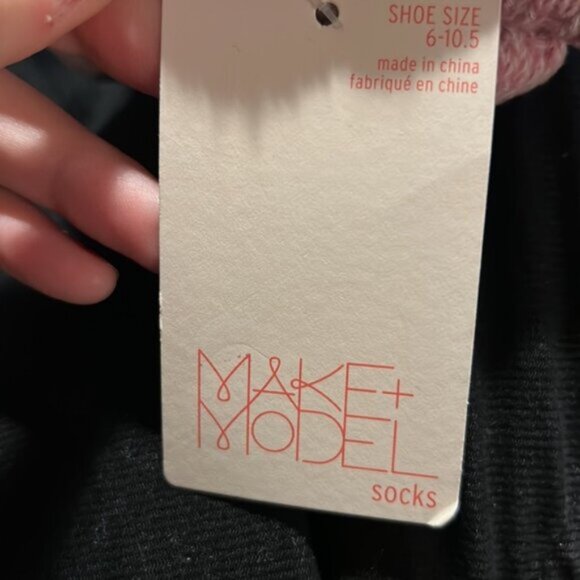 SHOE SIZE
6-10.5
made in china
fabriqué en chine
MAKE+
MODEL
socks